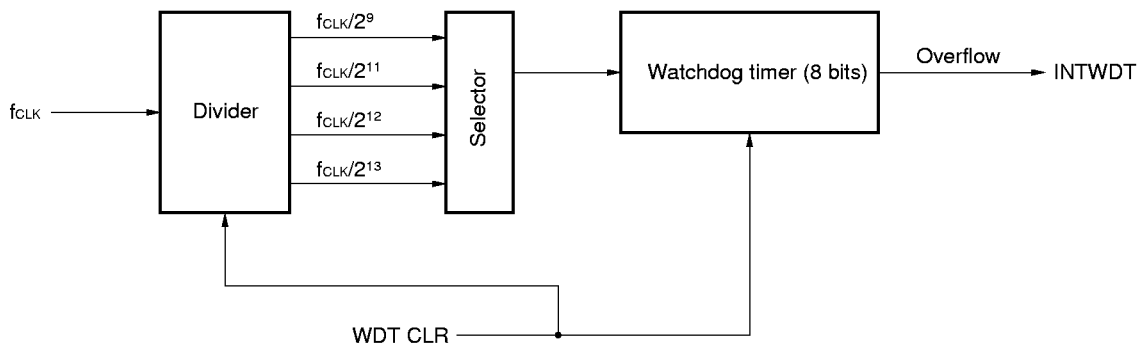 fCLK
Divider
fCLK/2⁹
fCLK/2¹¹
fCLK/2¹²
fCLK/2¹³
Selector
Watchdog timer (8 bits)
Overflow
INTWDT
WDT CLR